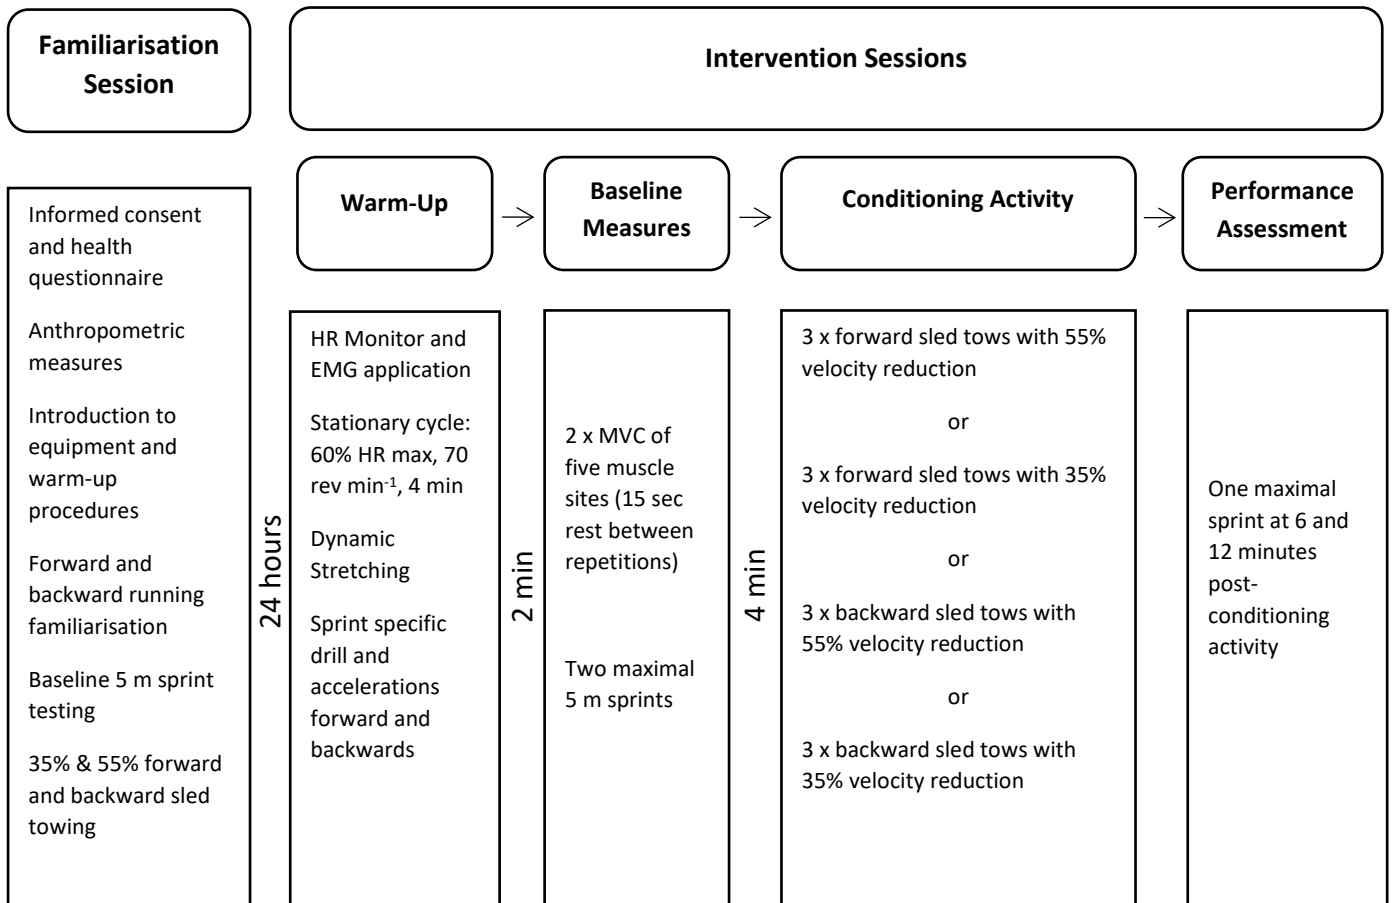 Familiarisation
Session
Intervention Sessions
Informed consent
and health
questionnaire
Anthropometric
measures
Introduction to
equipment and
warm-up
procedures
Forward and
backward running
familiarisation
Baseline 5 m sprint
testing
35% & 55% forward
and backward sled
towing
24 hours
Warm-Up
HR Monitor and
EMG application
Stationary cycle:
60% HR max, 70
rev min⁻¹, 4 min
Dynamic
Stretching
Sprint specific
drill and
accelerations
forward and
backwards
2 min
Baseline
Measures
2 x MVC of
five muscle
sites (15 sec
rest between
repetitions)
Two maximal
5 m sprints
4 min
Conditioning Activity
3 x forward sled tows with 55%
velocity reduction
or
3 x forward sled tows with 35%
velocity reduction
or
3 x backward sled tows with
55% velocity reduction
or
3 x backward sled tows with
35% velocity reduction
Performance
Assessment
One maximal
sprint at 6 and
12 minutes
post-
conditioning
activity